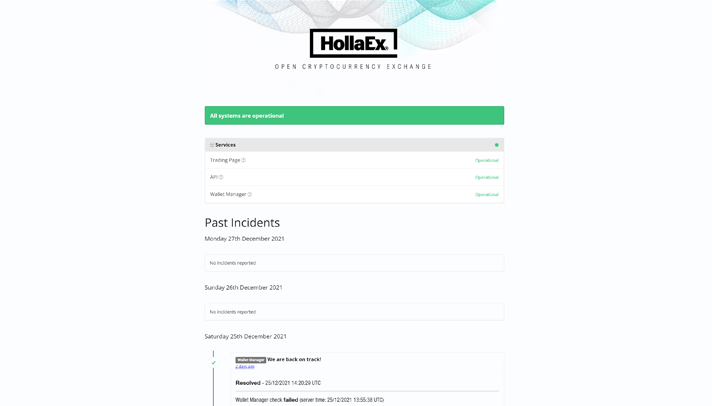 HollaEx®
OPEN CRYPTOCURRENCY EXCHANGE
All systems are operational
Services
Trading Page
Operational
API
Operational
Wallet Manager
Operational
Past Incidents
Monday 27th December 2021
No incidents reported
Sunday 26th December 2021
No incidents reported
Saturday 25th December 2021
Wallet Manager We are back on track!
2 days ago
Resolved - 25/12/2021 14:20:29 UTC
Wallet Manager check failed (server time: 25/12/2021 13:55:38 UTC)